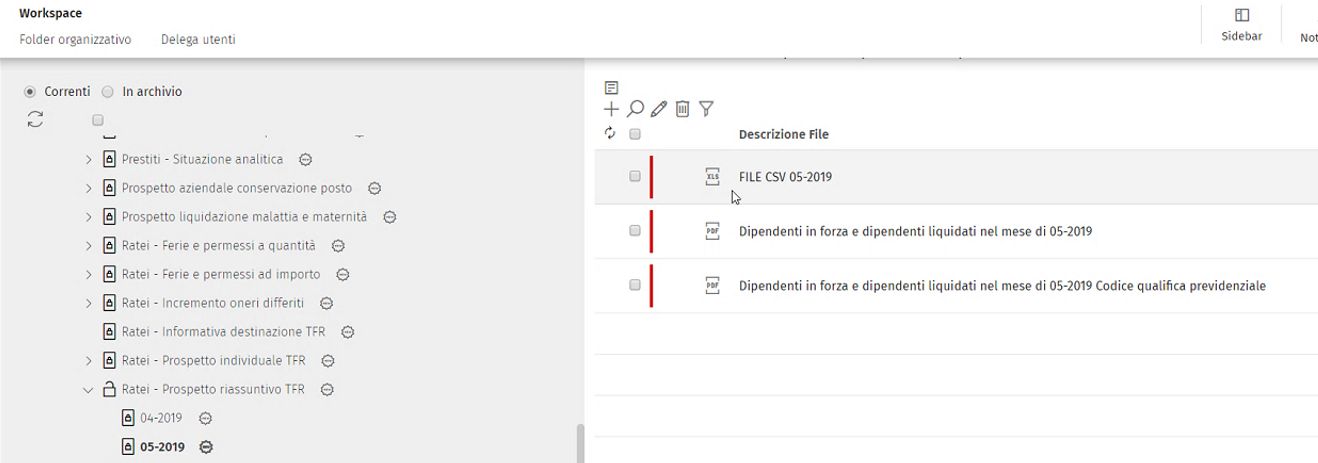 Workspace
Folder organizzativo Delega utenti
Sidebar
Not
Correnti In archivio
Prestiti - Situazione analitica
Prospetto aziendale conservazione posto
Prospetto liquidazione malattia e maternità
Ratei - Ferie e permessi a quantità
Ratei - Ferie e permessi ad importo
Ratei - Incremento oneri differiti
Ratei - Informativa destinazione TFR
Ratei - Prospetto individuale TFR
Ratei - Prospetto riassuntivo TFR
04-2019
05-2019
Descrizione File
XLS FILE CSV 05-2019
PDF Dipendenti in forza e dipendenti liquidati nel mese di 05-2019
PDF Dipendenti in forza e dipendenti liquidati nel mese di 05-2019 Codice qualifica previdenziale